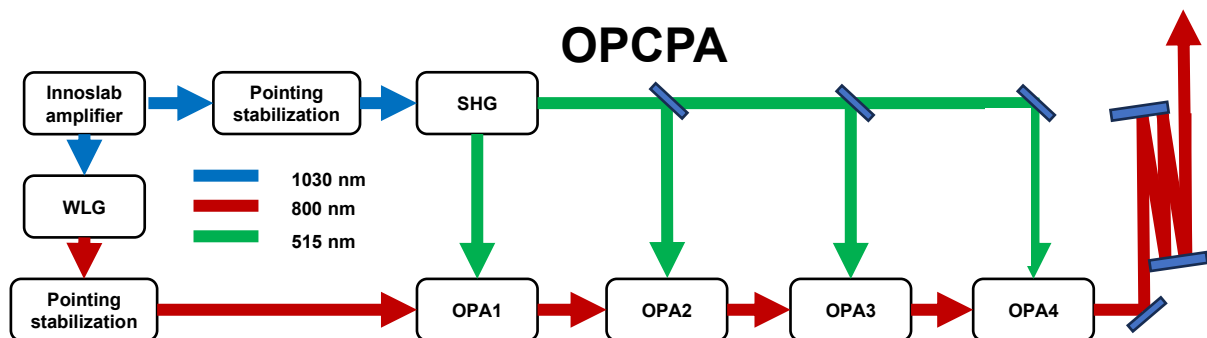 OPCPA
Innoslab
amplifier
Pointing
stabilization
SHG
WLG
1030 nm
800 nm
515 nm
Pointing
stabilization
OPA1
OPA2
OPA3
OPA4